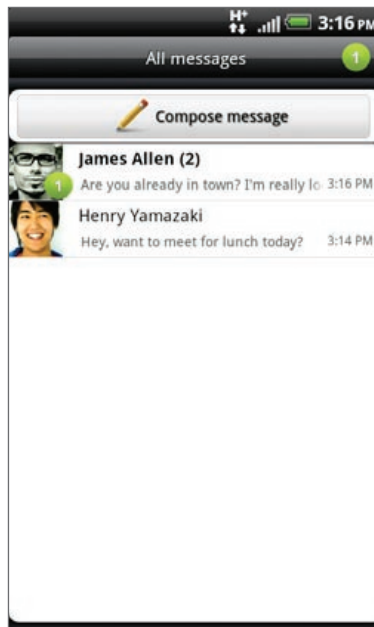 H+ 3:16 PM
All messages 1
Compose message
James Allen (2)
1 Are you already in town? I'm really lo 3:16 PM
Henry Yamazaki
Hey, want to meet for lunch today? 3:14 PM